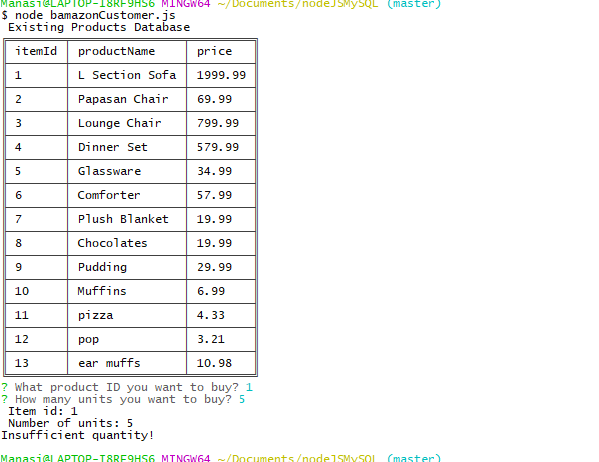 Manasi@LAPTOP-I8RF9HS6 MINGW64 ~/Documents/nodeJSMySQL (master)
$ node bamazonCustomer.js
Existing Products Database
itemId productName price
1 L Section Sofa 1999.99
2 Papasan Chair 69.99
3 Lounge Chair 799.99
4 Dinner Set 579.99
5 Glassware 34.99
6 Comforter 57.99
7 Plush Blanket 19.99
8 Chocolates 19.99
9 Pudding 29.99
10 Muffins 6.99
11 pizza 4.33
12 pop 3.21
13 ear muffs 10.98
? What product ID you want to buy? 1
? How many units you want to buy? 5
Item id: 1
Number of units: 5
Insufficient quantity!
Manasi@LAPTOP-I8RF9HS6 MINGW64 ~/Documents/nodeJSMySQL (master)